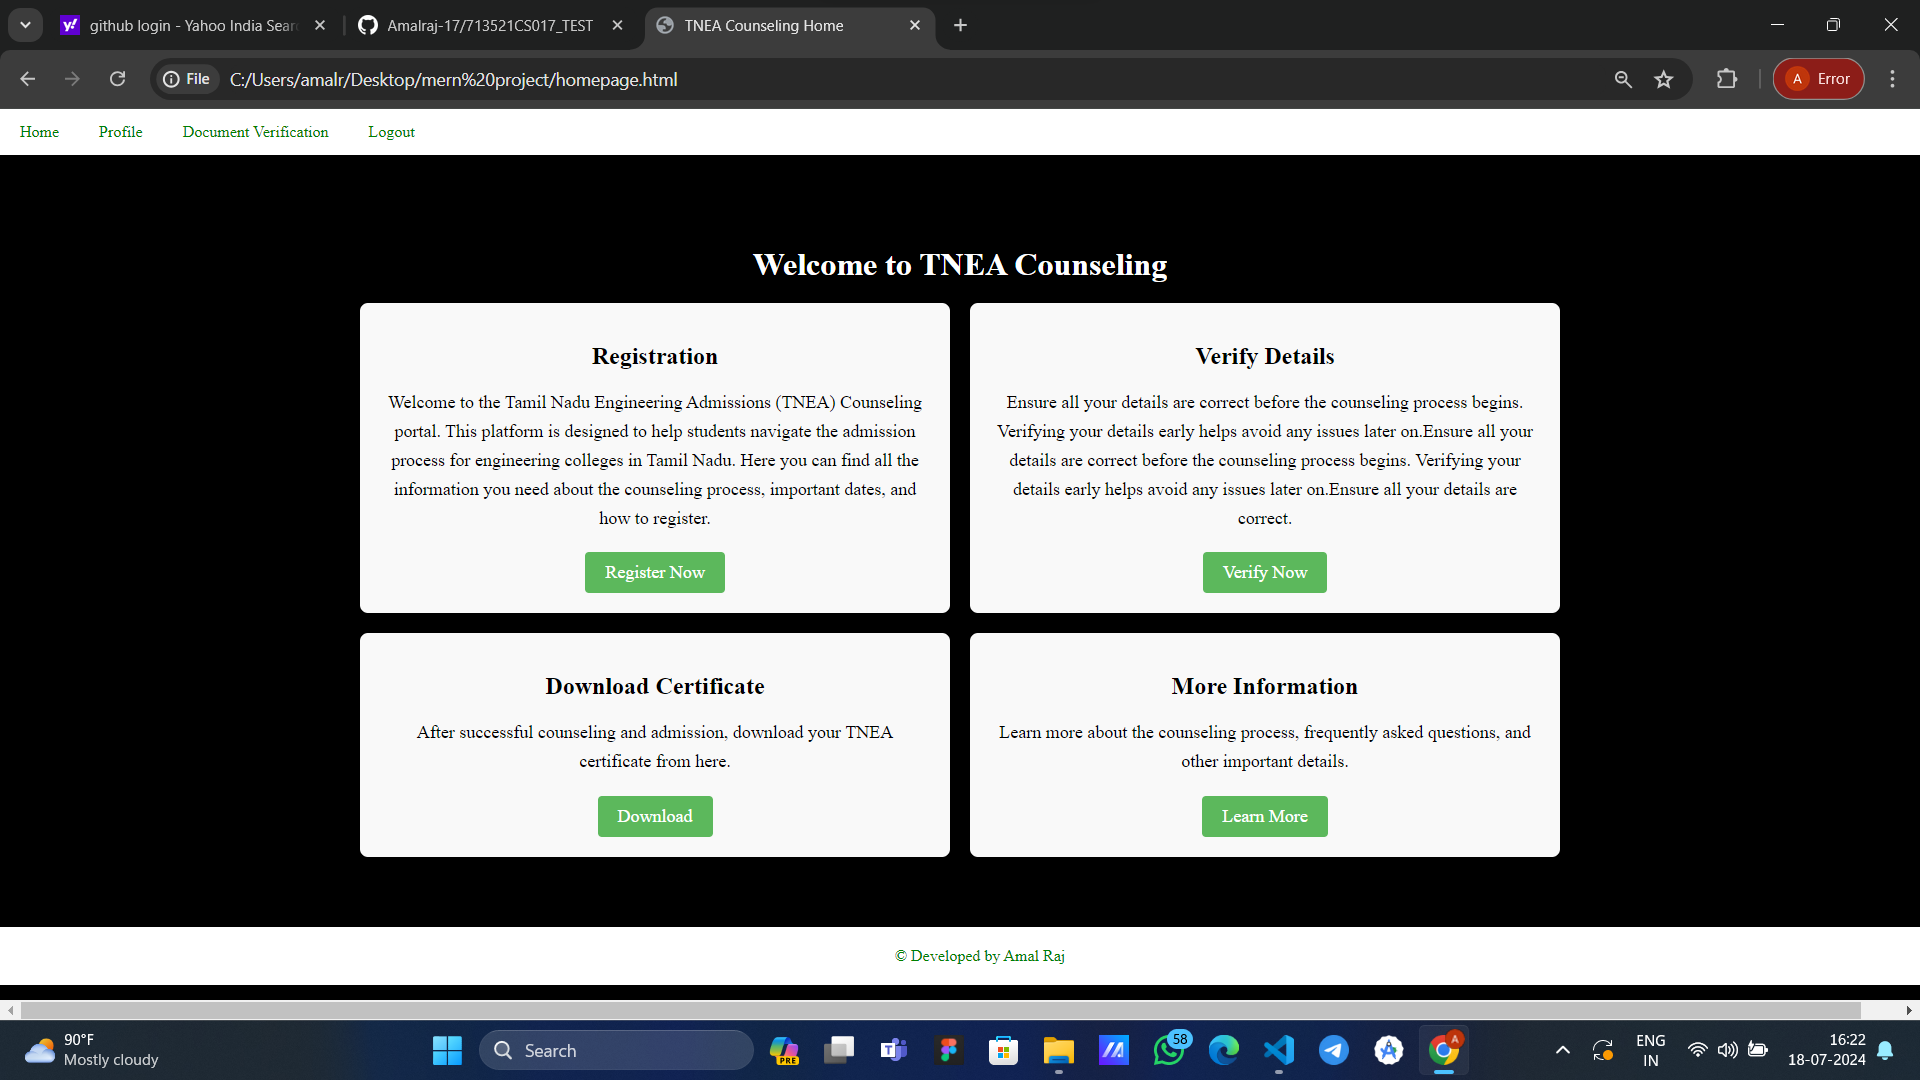 github login - Yahoo India Sear
Amalraj-17/713521CS017_TEST
TNEA Counseling Home
File
C:/Users/amalr/Desktop/mern%20project/homepage.html
A
Error
Home
Profile
Document Verification
Logout
Welcome to TNEA Counseling
Registration
Welcome to the Tamil Nadu Engineering Admissions (TNEA) Counseling
portal. This platform is designed to help students navigate the admission
process for engineering colleges in Tamil Nadu. Here you can find all the
information you need about the counseling process, important dates, and
how to register.
Register Now
Verify Details
Ensure all your details are correct before the counseling process begins.
Verifying your details early helps avoid any issues later on.Ensure all your
details are correct before the counseling process begins. Verifying your
details early helps avoid any issues later on.Ensure all your details are
correct.
Verify Now
Download Certificate
After successful counseling and admission, download your TNEA
certificate from here.
Download
More Information
Learn more about the counseling process, frequently asked questions, and
other important details.
Learn More
© Developed by Amal Raj
90°F
Mostly cloudy
Search
PRE
58
A
ENG
IN
16:22
18-07-2024